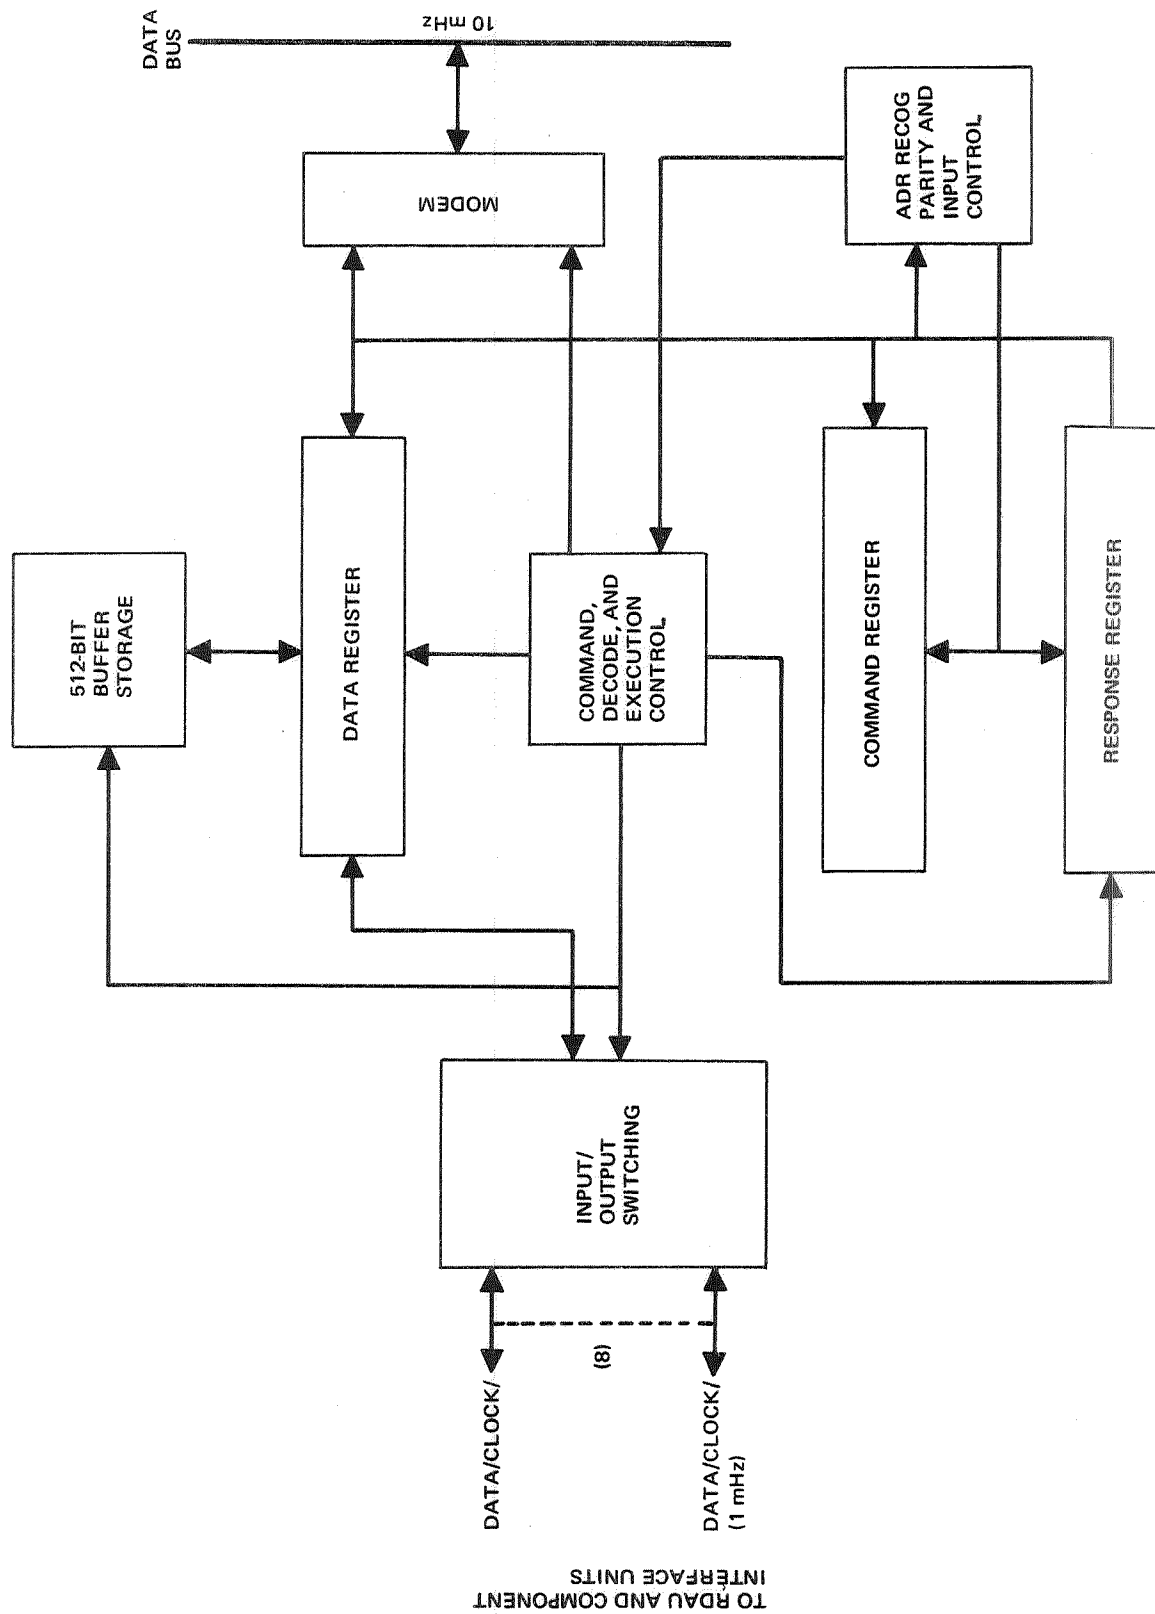 DATA
BUS
10 mHz
MODEM
ADR RECOG
PARITY AND
INPUT
CONTROL
512-BIT
BUFFER
STORAGE
DATA REGISTER
COMMAND,
DECODE, AND
EXECUTION
CONTROL
COMMAND REGISTER
RESPONSE REGISTER
INPUT/
OUTPUT
SWITCHING
(8)
DATA/CLOCK/
DATA/CLOCK/
(1 mHz)
TO RDAU AND COMPONENT
INTERFACE UNITS